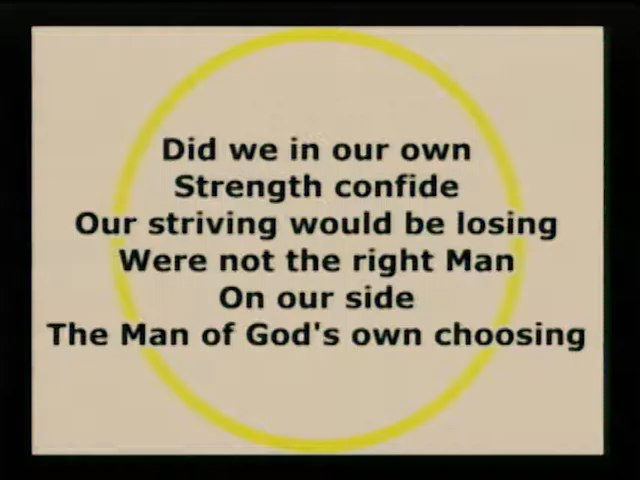 Did we in our own
Strength confide
Our striving would be losing
Were not the right Man
On our side
The Man of God's own choosing